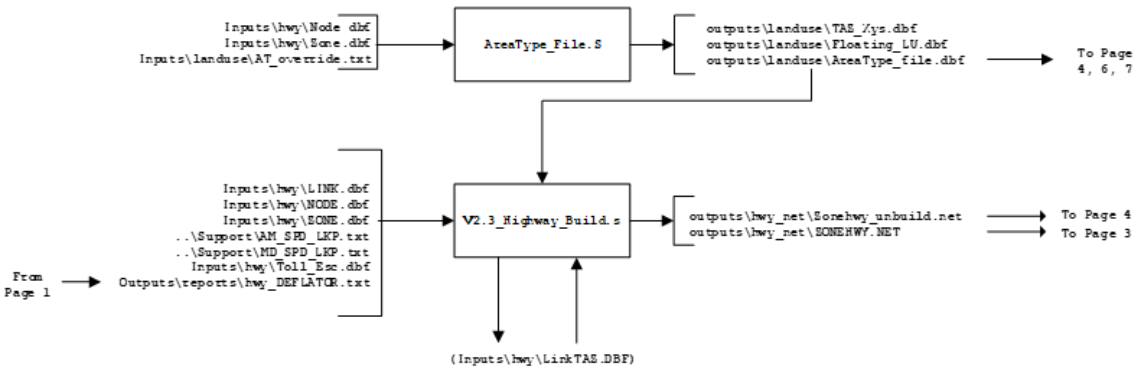 Inputs\hwy\Node dbf
Inputs\hwy\Zone.dbf
Inputs\landuse\AT_override.txt
AreaType_File.S
outputs\landuse\TAZ_Xys.dbf
outputs\landuse\Floating_LU.dbf
outputs\landuse\AreaType_file.dbf
To Page
4, 6, 7
Inputs\hwy\LINK.dbf
Inputs\hwy\NODE.dbf
Inputs\hwy\ZONE.dbf
..\Support\AM_SPD_LKP.txt
..\Support\MD_SPD_LKP.txt
Inputs\hwy\Toll_Esc.dbf
Outputs\reports\hwy_DEFLATOR.txt
From
Page 1
V2.3_Highway_Build.s
outputs\hwy_net\Zonehwy_unbuild.net
outputs\hwy_net\ZONEHWY.NET
To Page 4
To Page 3
(Inputs\hwy\LinkTAZ.DBF)